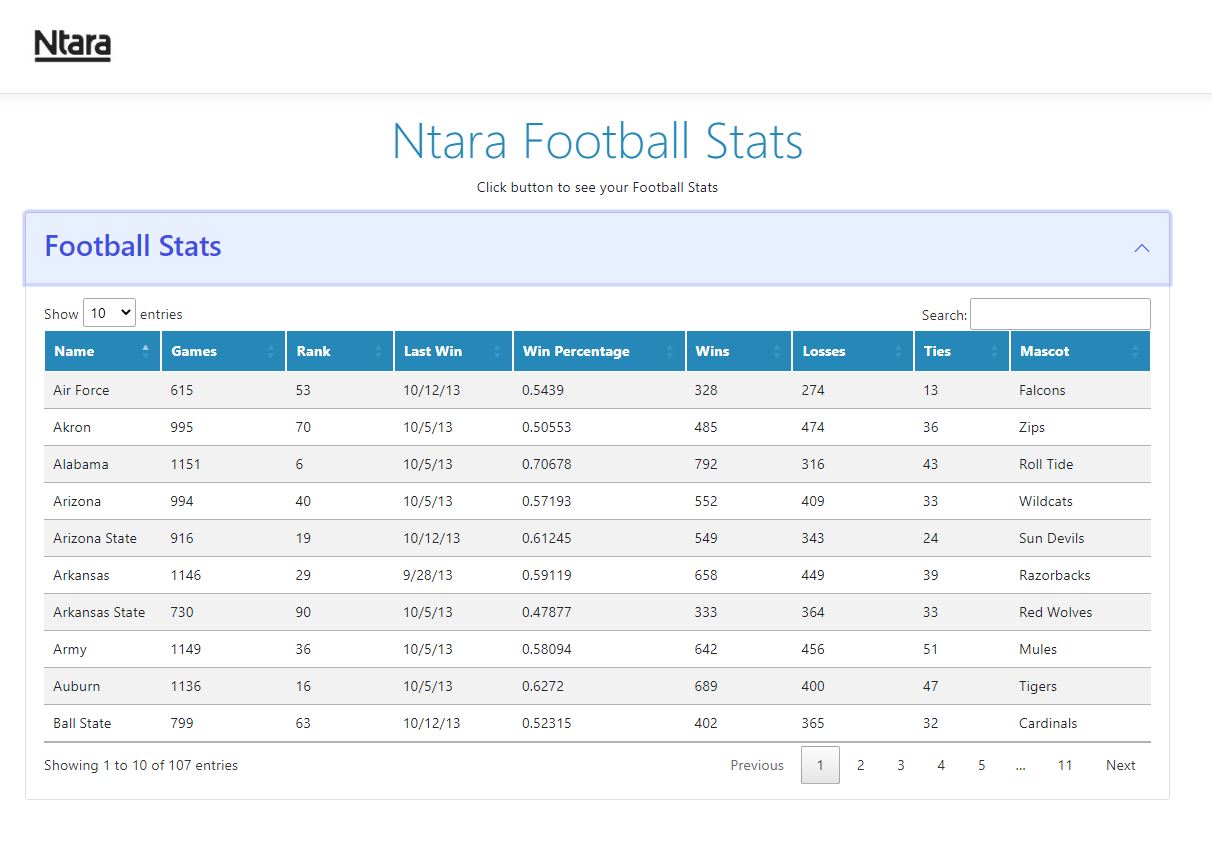 Ntara
Ntara Football Stats
Click button to see your Football Stats
Football Stats
Show 10 entries Search:
Name Games Rank Last Win Win Percentage Wins Losses Ties Mascot
Air Force 615 53 10/12/13 0.5439 328 274 13 Falcons
Akron 995 70 10/5/13 0.50553 485 474 36 Zips
Alabama 1151 6 10/5/13 0.70678 792 316 43 Roll Tide
Arizona 994 40 10/5/13 0.57193 552 409 33 Wildcats
Arizona State 916 19 10/12/13 0.61245 549 343 24 Sun Devils
Arkansas 1146 29 9/28/13 0.59119 658 449 39 Razorbacks
Arkansas State 730 90 10/5/13 0.47877 333 364 33 Red Wolves
Army 1149 36 10/5/13 0.58094 642 456 51 Mules
Auburn 1136 16 10/5/13 0.6272 689 400 47 Tigers
Ball State 799 63 10/12/13 0.52315 402 365 32 Cardinals
Showing 1 to 10 of 107 entries Previous 1 2 3 4 5 ... 11 Next